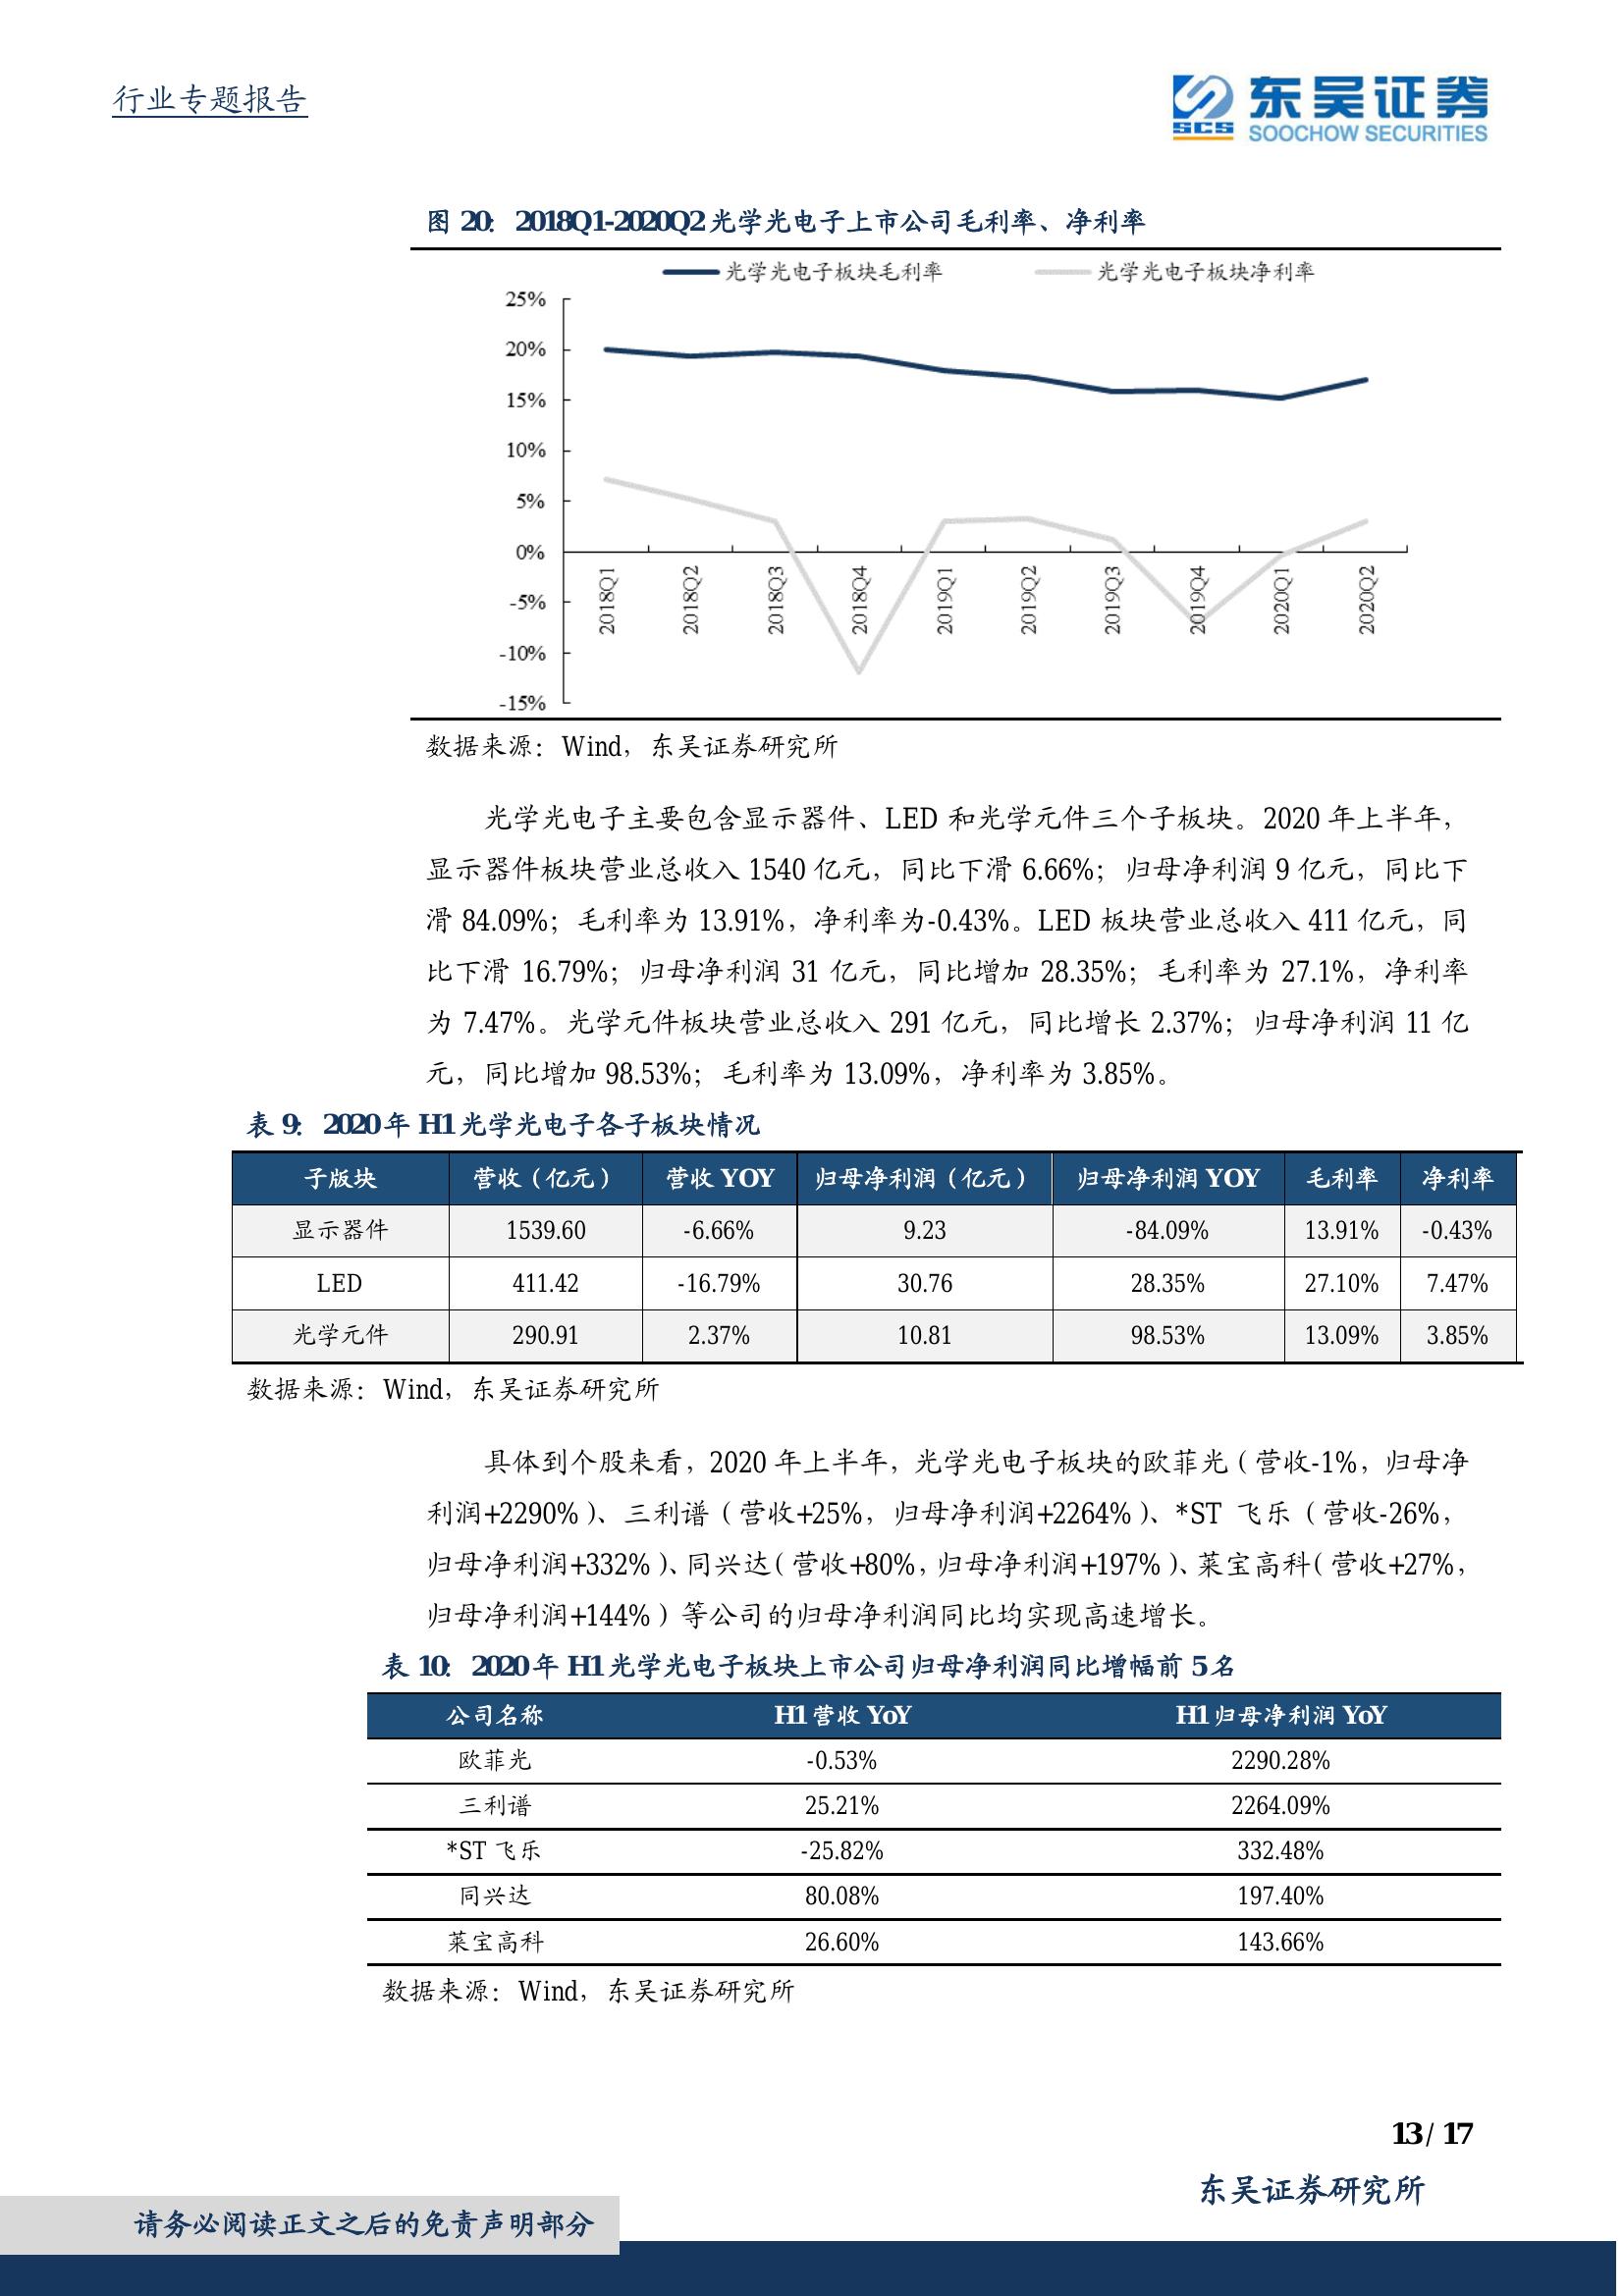 行业专题报告
SCS 东吴证券
SOOCHOW SECURITIES
图 20：2018Q1-2020Q2 光学光电子上市公司毛利率、净利率
光学光电子板块毛利率 光学光电子板块净利率
25%
20%
15%
10%
5%
0%
-5%
-10%
-15%
2018Q1 2018Q2 2018Q3 2018Q4 2019Q1 2019Q2 2019Q3 2019Q4 2020Q1 2020Q2
数据来源：Wind，东吴证券研究所
光学光电子主要包含显示器件、LED 和光学元件三个子板块。2020 年上半年，
显示器件板块营业总收入 1540 亿元，同比下滑 6.66%；归母净利润 9 亿元，同比下
滑 84.09%；毛利率为 13.91%，净利率为-0.43%。LED 板块营业总收入 411 亿元，同
比下滑 16.79%；归母净利润 31 亿元，同比增加 28.35%；毛利率为 27.1%，净利率
为 7.47%。光学元件板块营业总收入 291 亿元，同比增长 2.37%；归母净利润 11 亿
元，同比增加 98.53%；毛利率为 13.09%，净利率为 3.85%。
表 9：2020 年 H1 光学光电子各子板块情况
子版块 营收（亿元） 营收 YOY 归母净利润（亿元） 归母净利润 YOY 毛利率 净利率
显示器件 1539.60 -6.66% 9.23 -84.09% 13.91% -0.43%
LED 411.42 -16.79% 30.76 28.35% 27.10% 7.47%
光学元件 290.91 2.37% 10.81 98.53% 13.09% 3.85%
数据来源：Wind，东吴证券研究所
具体到个股来看，2020 年上半年，光学光电子板块的欧菲光（营收-1%，归母净
利润+2290%）、三利谱（营收+25%，归母净利润+2264%）、*ST 飞乐（营收-26%，
归母净利润+332%）、同兴达（营收+80%，归母净利润+197%）、莱宝高科（营收+27%，
归母净利润+144%）等公司的归母净利润同比均实现高速增长。
表 10：2020 年 H1 光学光电子板块上市公司归母净利润同比增幅前 5 名
公司名称 H1 营收 YoY H1 归母净利润 YoY
欧菲光 -0.53% 2290.28%
三利谱 25.21% 2264.09%
*ST 飞乐 -25.82% 332.48%
同兴达 80.08% 197.40%
莱宝高科 26.60% 143.66%
数据来源：Wind，东吴证券研究所
13 / 17
东吴证券研究所
请务必阅读正文之后的免责声明部分